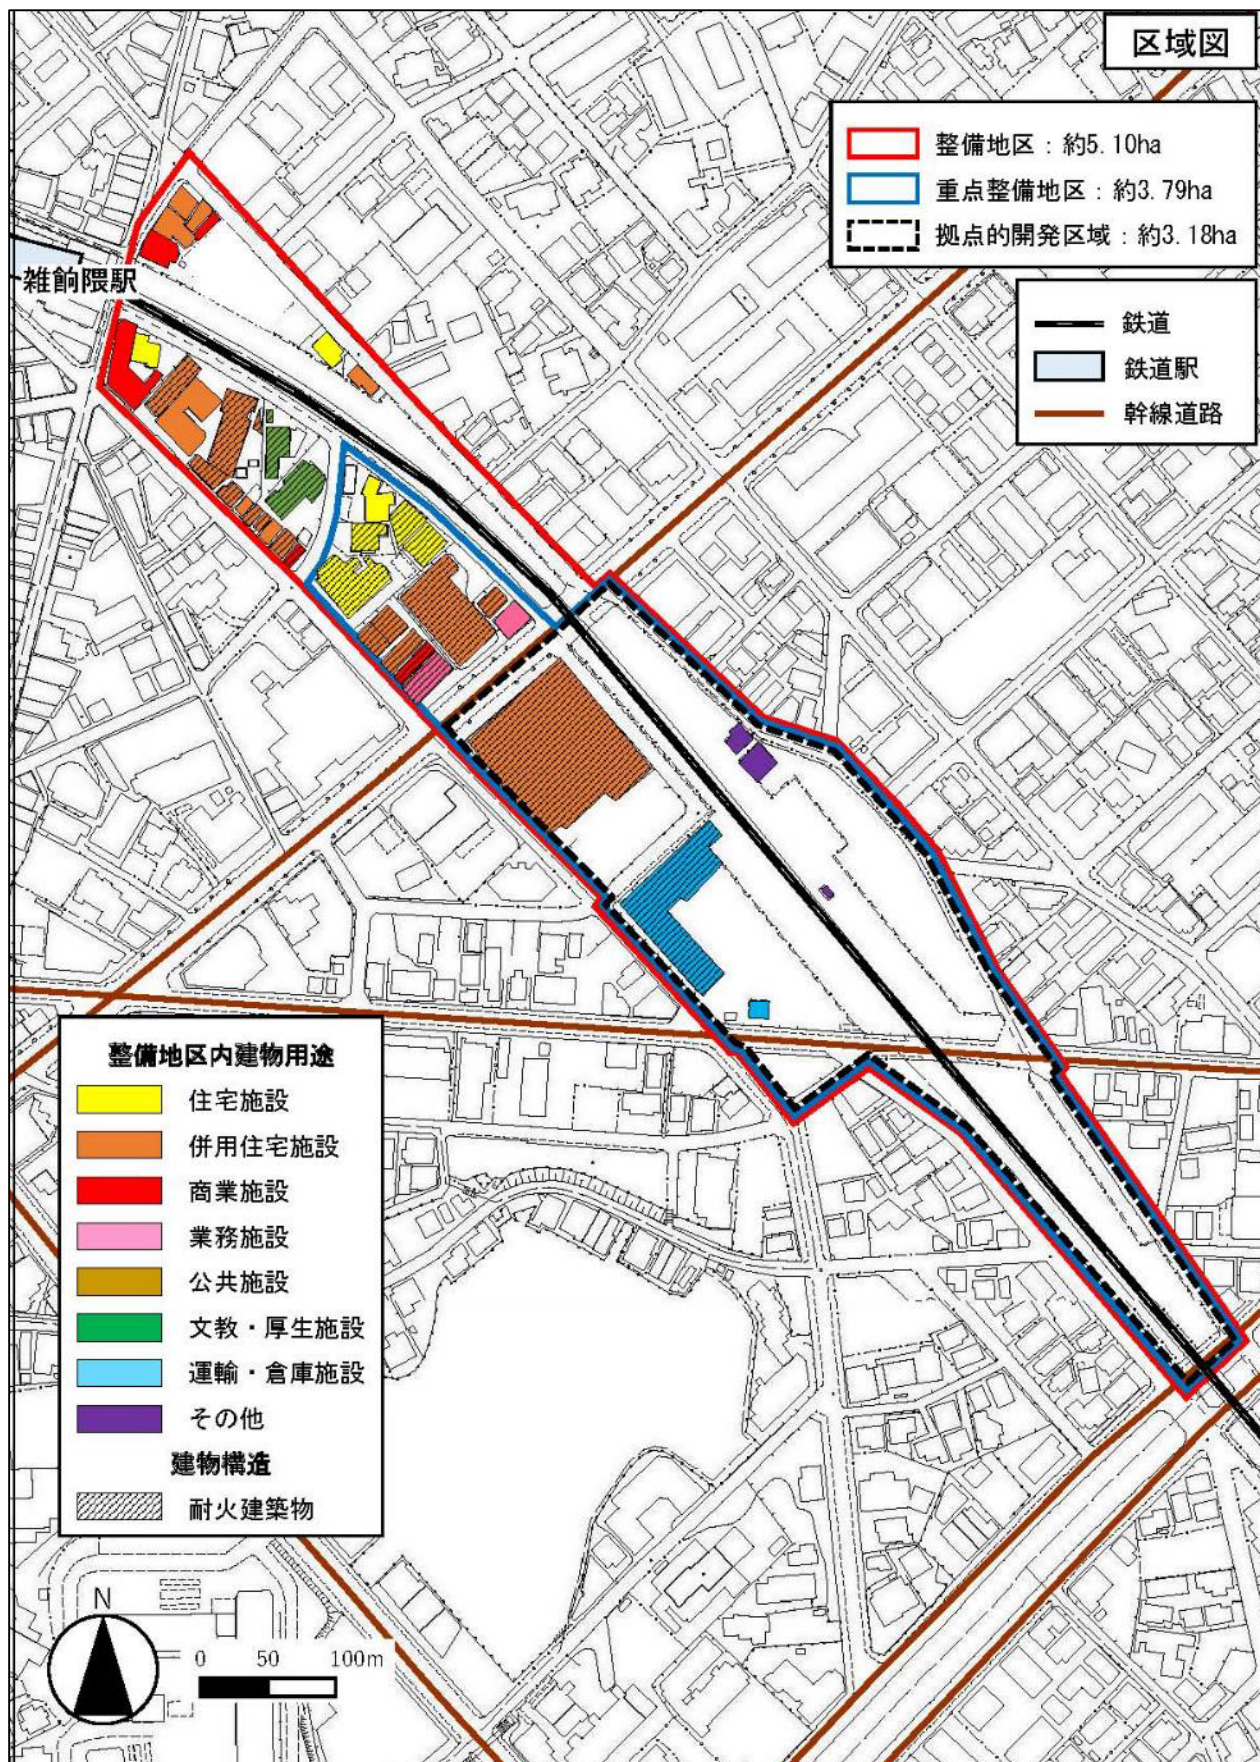 区域図
整備地区：約5.10ha
重点整備地区：約3.79ha
拠点的開発区域：約3.18ha
雑餉隈駅
鉄道
鉄道駅
幹線道路
整備地区内建物用途
住宅施設
併用住宅施設
商業施設
業務施設
公共施設
文教・厚生施設
運輸・倉庫施設
その他
建物構造
耐火建築物
N
0 50 100m